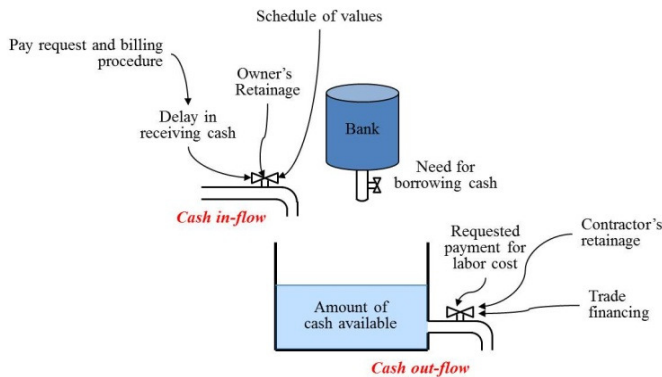 Schedule of values
Pay request and billing
procedure
Owner's
Retainage
Delay in
receiving cash
Bank
Need for
borrowing cash
Cash in-flow
Requested
payment for
labor cost
Contractor's
retainage
Trade
financing
Amount of
cash available
Cash out-flow